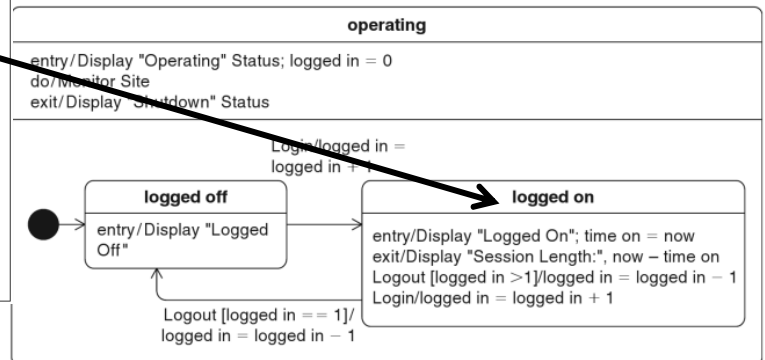 operating
entry/Display "Operating" Status; logged in = 0
do/Monitor Site
exit/Display "Shutdown" Status
Login/logged in =
logged in + 1
logged off
entry/Display "Logged
Off"
logged on
entry/Display "Logged On"; time on = now
exit/Display "Session Length:", now – time on
Logout [logged in >1]/logged in = logged in – 1
Login/logged in = logged in + 1
Logout [logged in == 1]/
logged in = logged in – 1